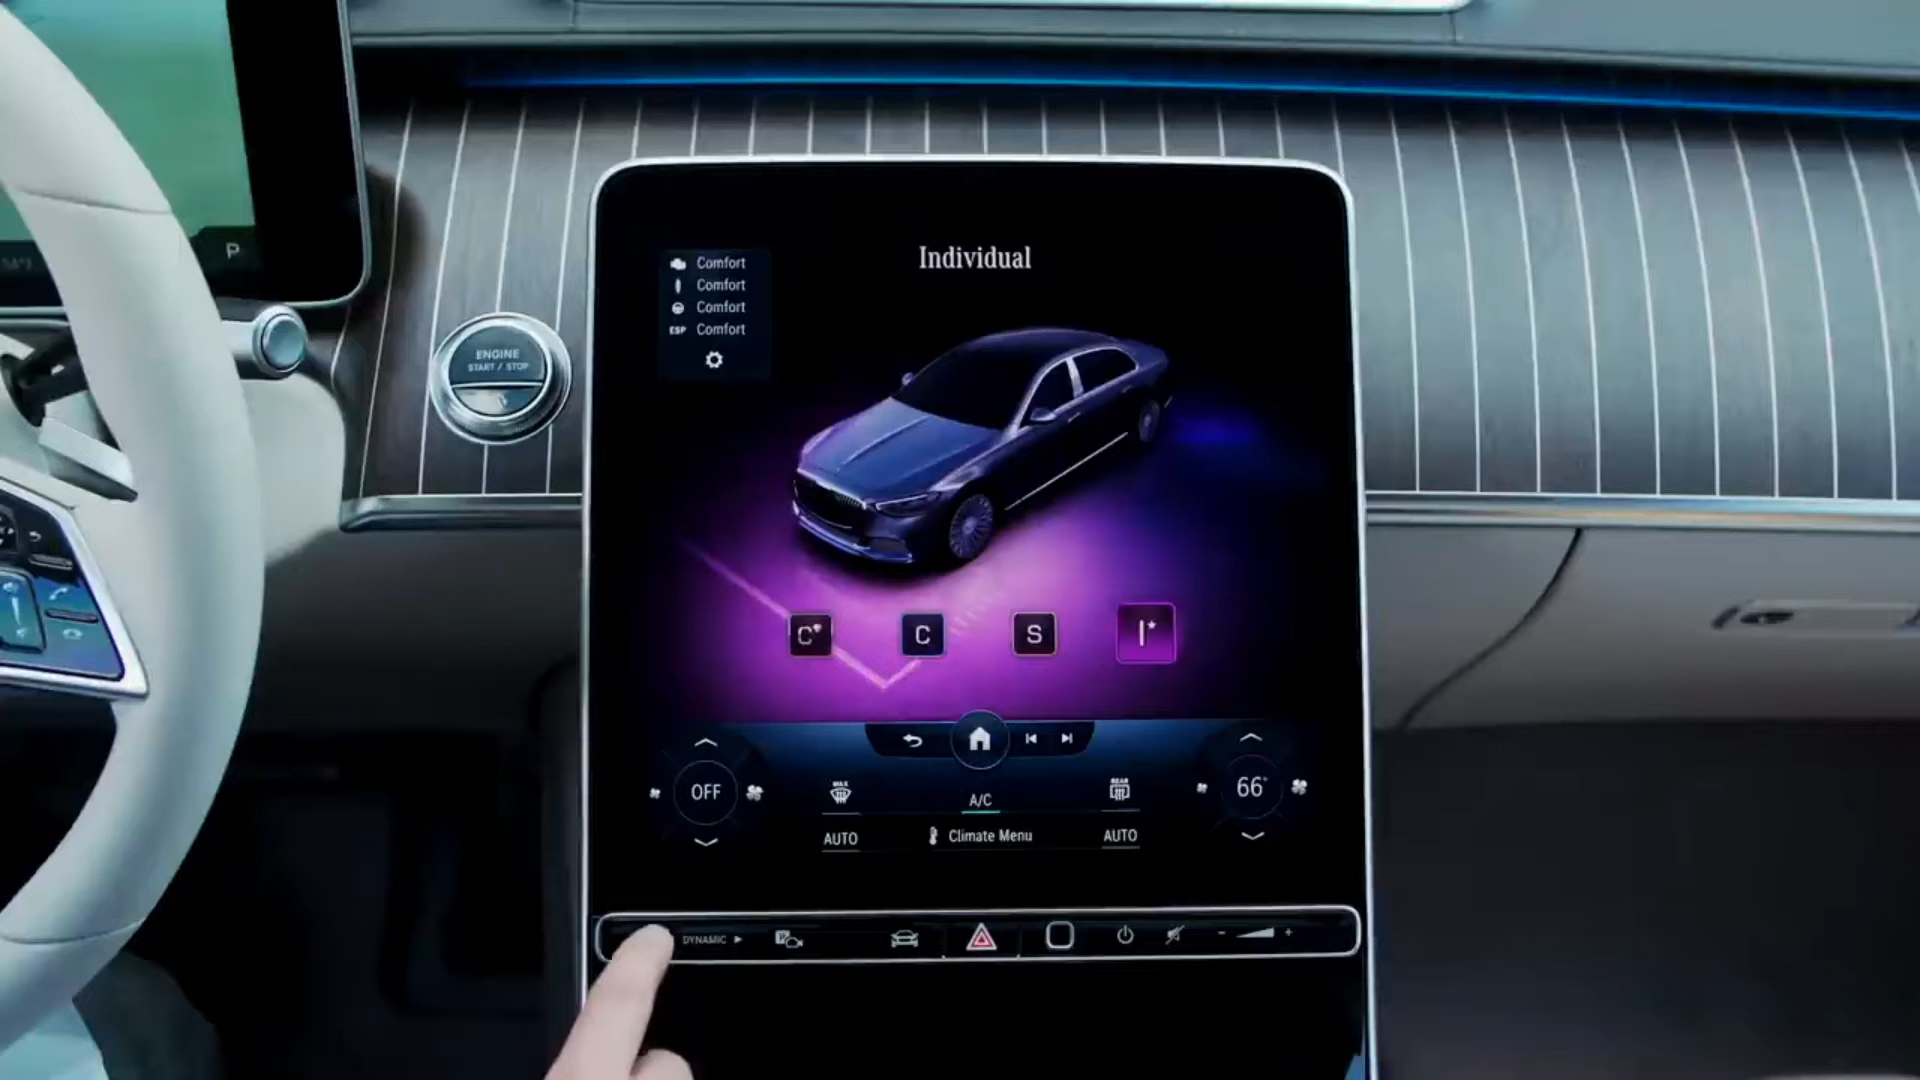 P
ENGINE
START / STOP
Individual
Comfort
Comfort
Comfort
ESP Comfort
C
C
S
I*
OFF
MAX
A/C
REAR
66°
AUTO
Climate Menu
AUTO
DYNAMIC
P
- +